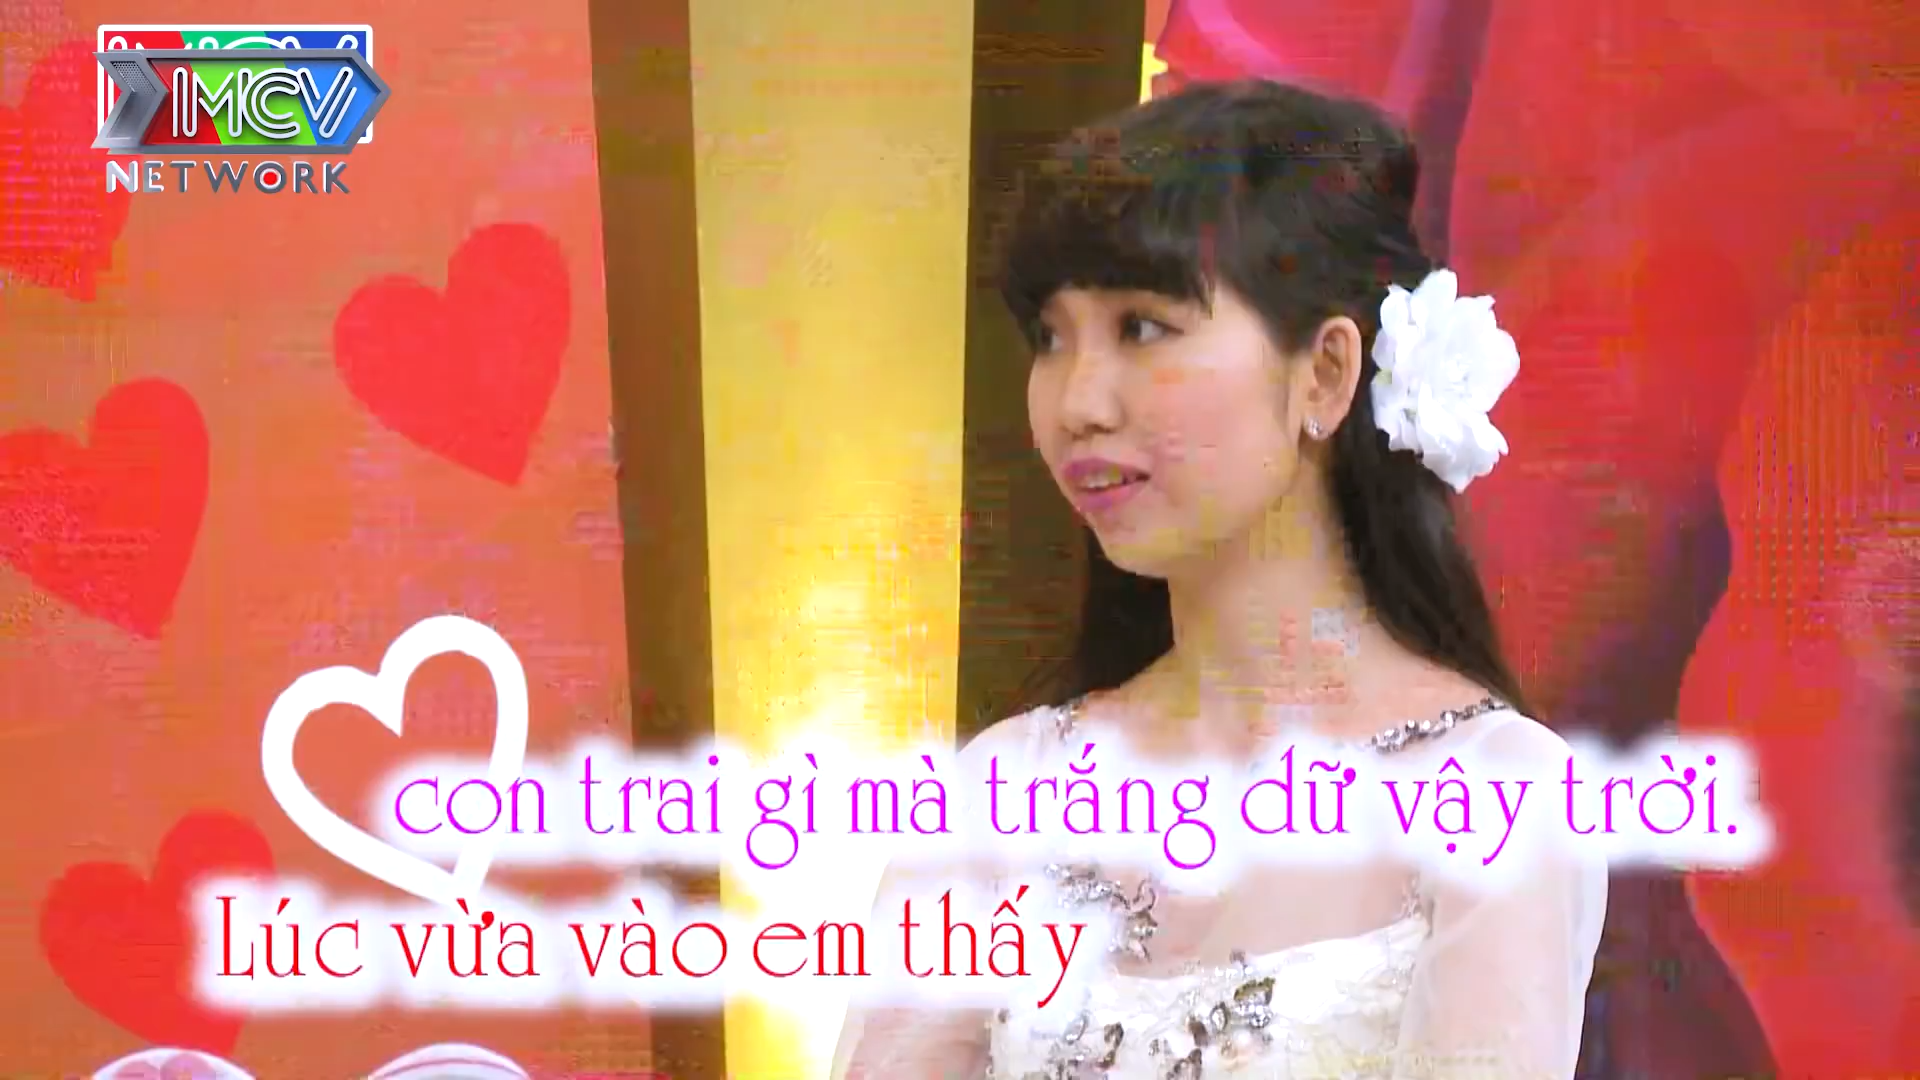 MCV
NETWORK
con trai gì mà trắng dữ vậy trời.
Lúc vừa vào em thấy